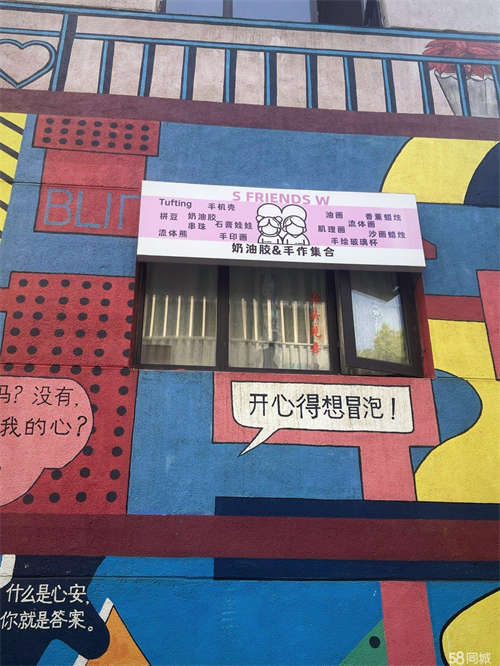 S FRIENDS W
Tufting 手机壳
拼豆 奶油胶
串珠 石膏娃娃
流体熊 手印画
油画 香薰蜡烛
流体画
肌理画 沙画蜡烛
手绘玻璃杯
奶油胶&手作集合
BLI
抬头见喜
开心得想冒泡！
吗？没有，
我的心？
什么是心安，
你就是答案。
58同城